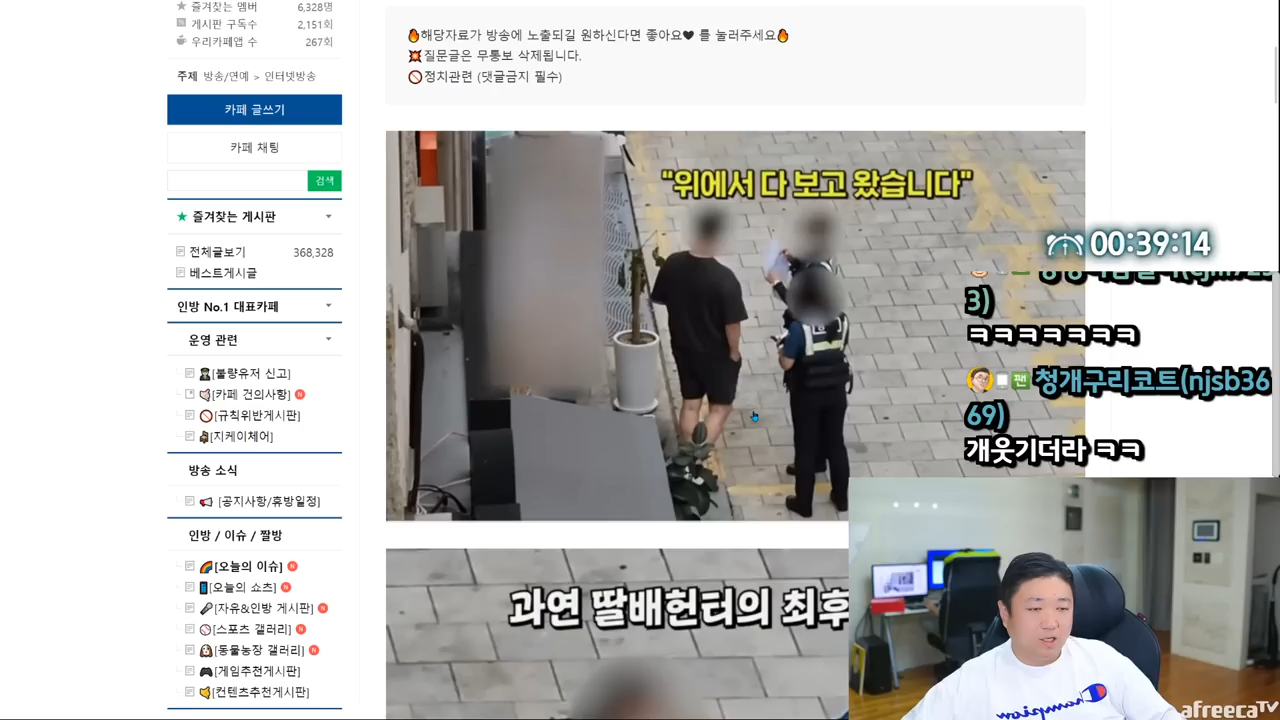 즐겨찾는 멤버 6,328명
게시판 구독수 2,151회
우리카페앱 수 267회
주제 방송/연예 > 인터넷방송
카페 글쓰기
카페 채팅
검색
즐겨찾는 게시판
전체글보기 368,328
베스트게시글
인방 No.1 대표카페
운영 관련
[불량유저 신고]
[카페 건의사항] N
[규칙위반게시판]
[지케이체어]
방송 소식
[공지사항/휴방일정]
인방 / 이슈 / 짤방
[오늘의 이슈] N
[오늘의 쇼츠] N
[자유&인방 게시판] N
[스포츠 갤러리] N
[동물농장 갤러리] N
[게임추천게시판]
[컨텐츠추천게시판]
🔥해당자료가 방송에 노출되길 원하신다면 좋아요♥ 를 눌러주세요🔥
💥질문글은 무통보 삭제됩니다.
🚫정치관련 (댓글금지 필수)
"위에서 다 보고 왔습니다"
과연 딸배헌터의 최후
00:39:14
3)
ㅋㅋㅋㅋㅋㅋㅋ
팬 청개구리코트(njsb36
69)
개웃기더라 ㅋㅋ
Champion
afreecaTV